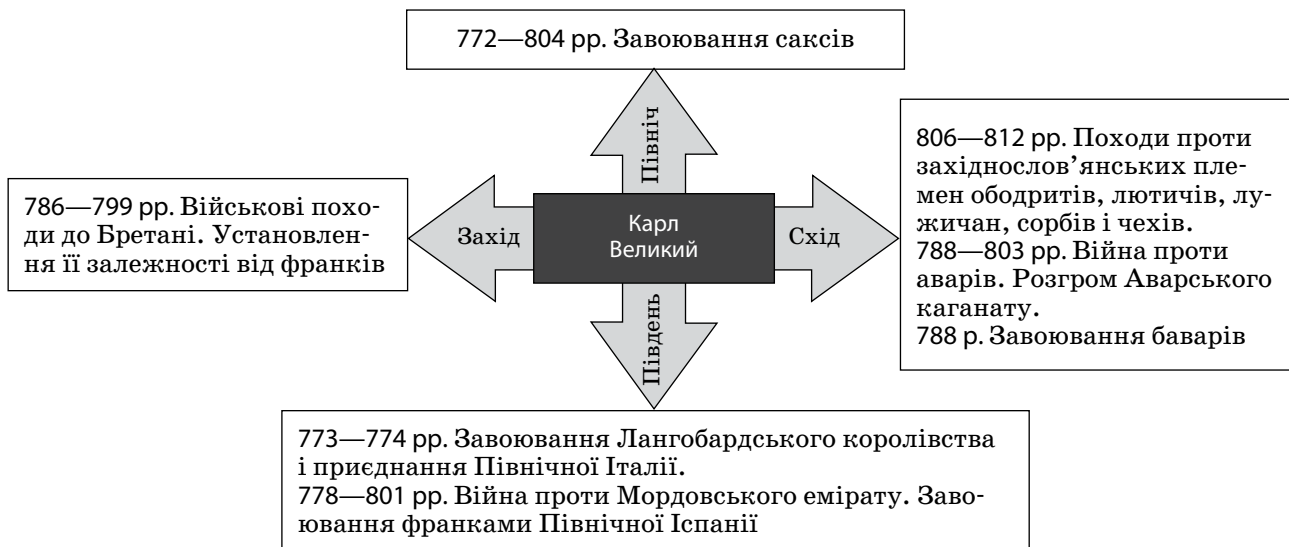 772—804 рр. Завоювання саксів
Північ
806—812 рр. Походи проти
західнослов’янських пле-
мен ободритів, лютичів, лу-
жичан, сорбів і чехів.
788—803 рр. Війна проти
аварів. Розгром Аварського
каганату.
788 р. Завоювання баварів
786—799 рр. Військові похо-
ди до Бретані. Установлен-
ня її залежності від франків
Захід
Карл
Великий
Схід
Південь
773—774 рр. Завоювання Лангобардського королівства
і приєднання Північної Італії.
778—801 рр. Війна проти Мордовського емірату. Заво-
ювання франками Північної Іспанії